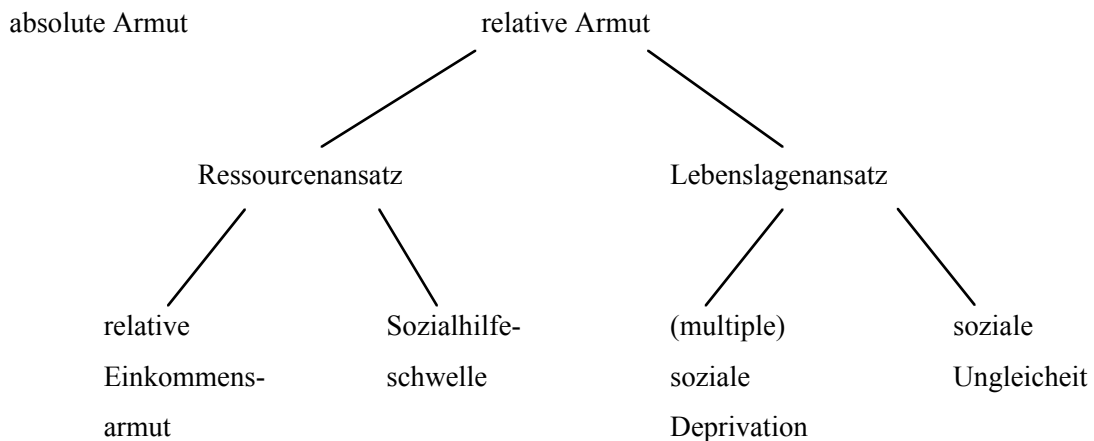 absolute Armut
relative Armut
Ressourcenansatz
Lebenslagenansatz
relative
Einkommens-
armut
Sozialhilfe-
schwelle
(multiple)
soziale
Deprivation
soziale
Ungleicheit